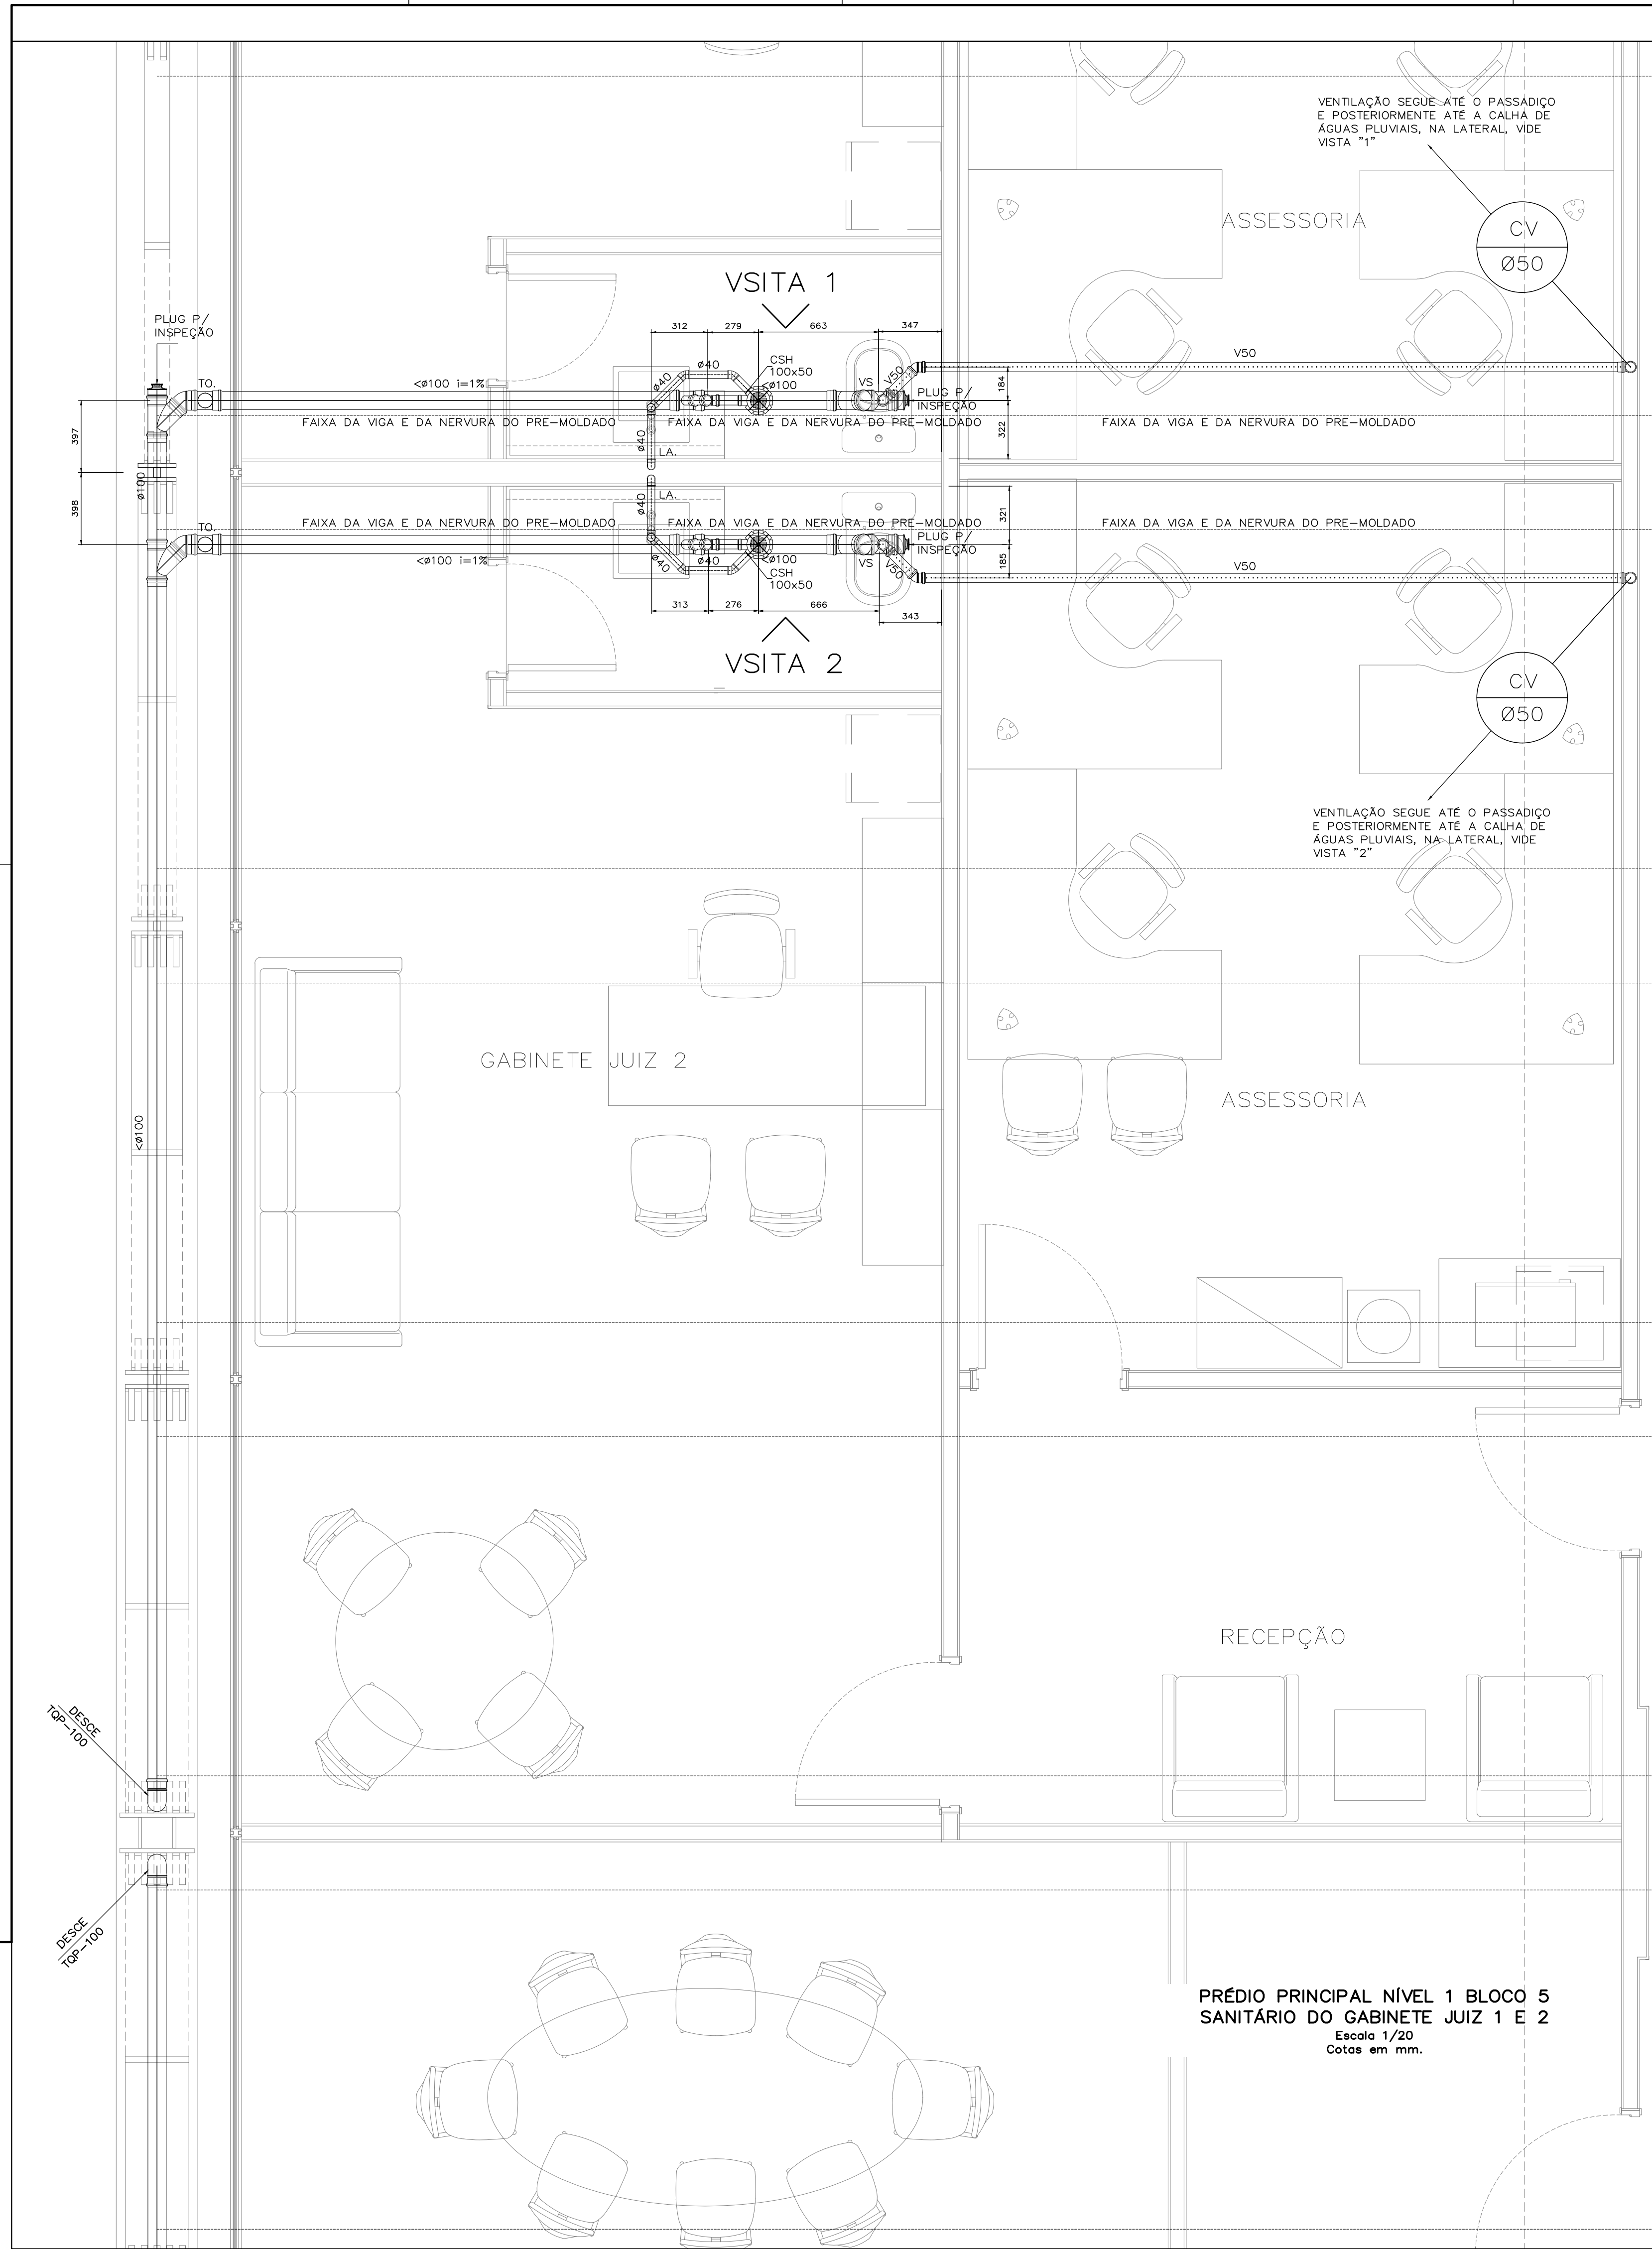 VENTILAÇÃO SEGUE ATÉ O PASSADIÇO
E POSTERIORMENTE ATÉ A CALHA DE
ÁGUAS PLUVIAIS, NA LATERAL, VIDE
VISTA "1"
ASSESSORIA
CV
Ø50
VSITA 1
PLUG P/
INSPEÇÃO
312
279
663
347
V50
CSH
100x50
<ø100
ø40
ø40
TO.
<ø100 i=1%
VS
V50
184
PLUG P/
INSPEÇÃO
FAIXA DA VIGA E DA NERVURA DO PRE-MOLDADO
FAIXA DA VIGA E DA NERVURA DO PRE-MOLDADO
FAIXA DA VIGA E DA NERVURA DO PRE-MOLDADO
397
322
ø40
LA.
ø100
398
ø40
LA.
321
TO.
FAIXA DA VIGA E DA NERVURA DO PRE-MOLDADO
FAIXA DA VIGA E DA NERVURA DO PRE-MOLDADO
FAIXA DA VIGA E DA NERVURA DO PRE-MOLDADO
PLUG P/
INSPEÇÃO
<ø100 i=1%
ø40
ø40
<ø100
CSH
100x50
VS
V50
185
V50
313
276
666
343
VSITA 2
CV
Ø50
VENTILAÇÃO SEGUE ATÉ O PASSADIÇO
E POSTERIORMENTE ATÉ A CALHA DE
ÁGUAS PLUVIAIS, NA LATERAL, VIDE
VISTA "2"
GABINETE JUIZ 2
ASSESSORIA
<ø100
RECEPÇÃO
DESCE
TQP-100
DESCE
TQP-100
PRÉDIO PRINCIPAL NÍVEL 1 BLOCO 5
SANITÁRIO DO GABINETE JUIZ 1 E 2
Escala 1/20
Cotas em mm.